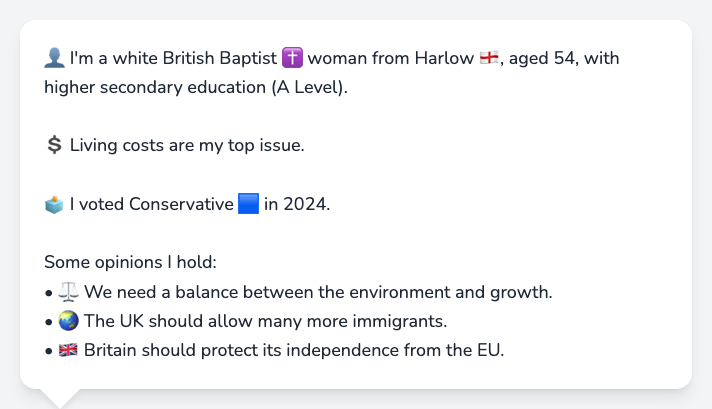 👤 I'm a white British Baptist ✝️ woman from Harlow 🏴󠁧󠁢󠁥󠁮󠁧󠁿, aged 54, with
higher secondary education (A Level).
💲 Living costs are my top issue.
🗳️ I voted Conservative 🟦 in 2024.
Some opinions I hold:
• ⚖️ We need a balance between the environment and growth.
• 🌏 The UK should allow many more immigrants.
• 🇬🇧 Britain should protect its independence from the EU.